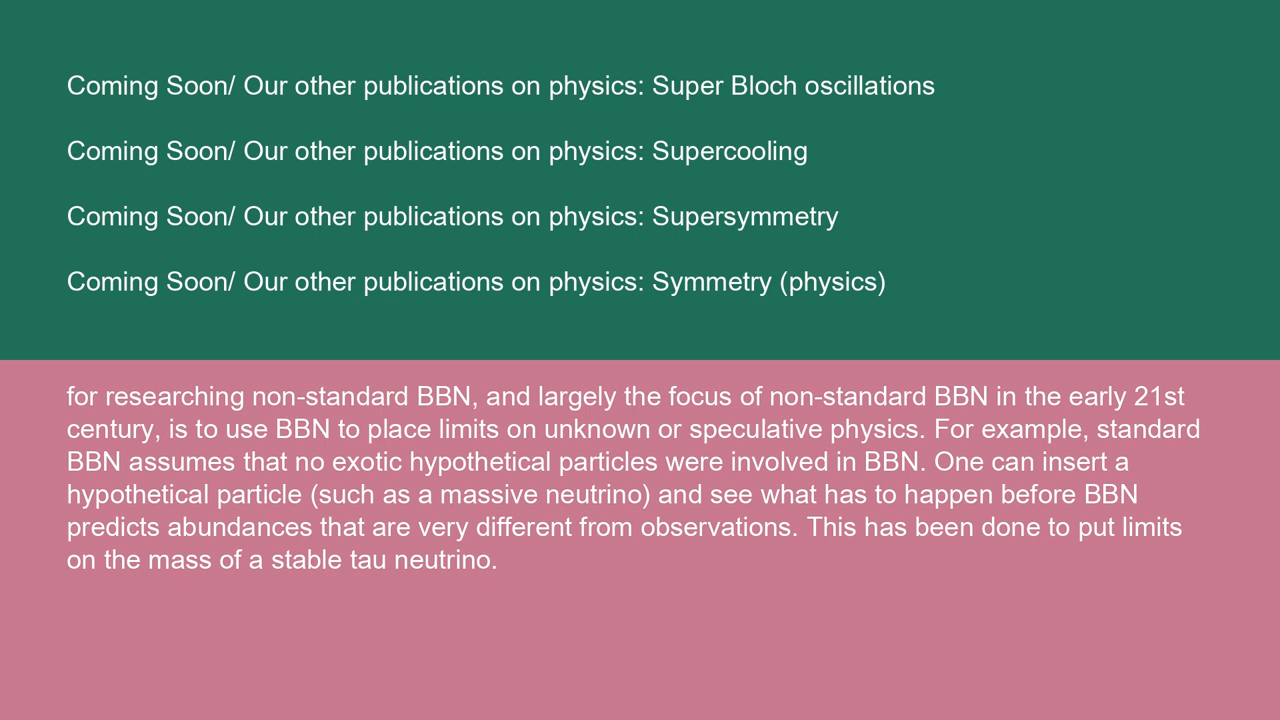 Coming Soon/ Our other publications on physics: Super Bloch oscillations
Coming Soon/ Our other publications on physics: Supercooling
Coming Soon/ Our other publications on physics: Supersymmetry
Coming Soon/ Our other publications on physics: Symmetry (physics)
for researching non-standard BBN, and largely the focus of non-standard BBN in the early 21st
century, is to use BBN to place limits on unknown or speculative physics. For example, standard
BBN assumes that no exotic hypothetical particles were involved in BBN. One can insert a
hypothetical particle (such as a massive neutrino) and see what has to happen before BBN
predicts abundances that are very different from observations. This has been done to put limits
on the mass of a stable tau neutrino.